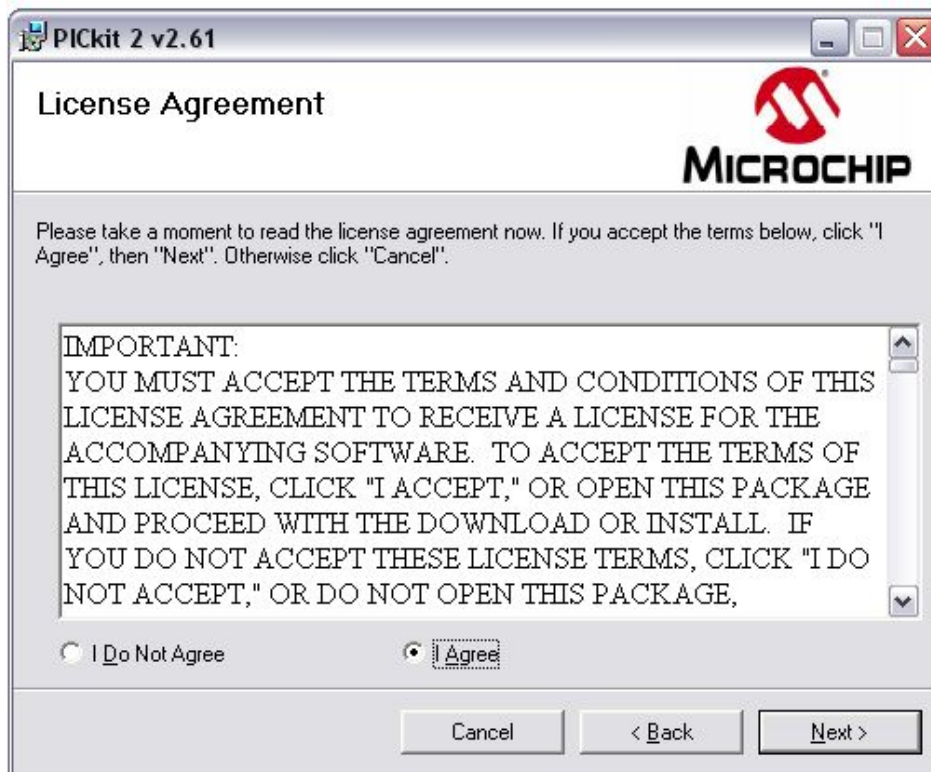 PICkit 2 v2.61
License Agreement
MICROCHIP
Please take a moment to read the license agreement now. If you accept the terms below, click "I
Agree", then "Next". Otherwise click "Cancel".
IMPORTANT:
YOU MUST ACCEPT THE TERMS AND CONDITIONS OF THIS
LICENSE AGREEMENT TO RECEIVE A LICENSE FOR THE
ACCOMPANYING SOFTWARE.  TO ACCEPT THE TERMS OF
THIS LICENSE, CLICK "I ACCEPT," OR OPEN THIS PACKAGE
AND PROCEED WITH THE DOWNLOAD OR INSTALL.  IF
YOU DO NOT ACCEPT THESE LICENSE TERMS, CLICK "I DO
NOT ACCEPT," OR DO NOT OPEN THIS PACKAGE,
I Do Not Agree I Agree
Cancel < Back Next >